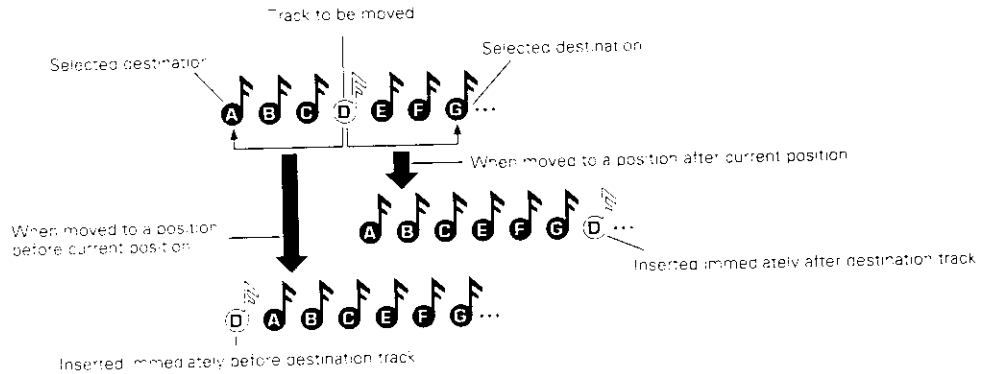 Track to be moved
Selected destination
Selected destination
A B C D E F G ...
When moved to a position after current position
A B C E F G D ...
When moved to a position
before current position
Inserted immediately after destination track
D A B C E F G ...
Inserted immediately before destination track